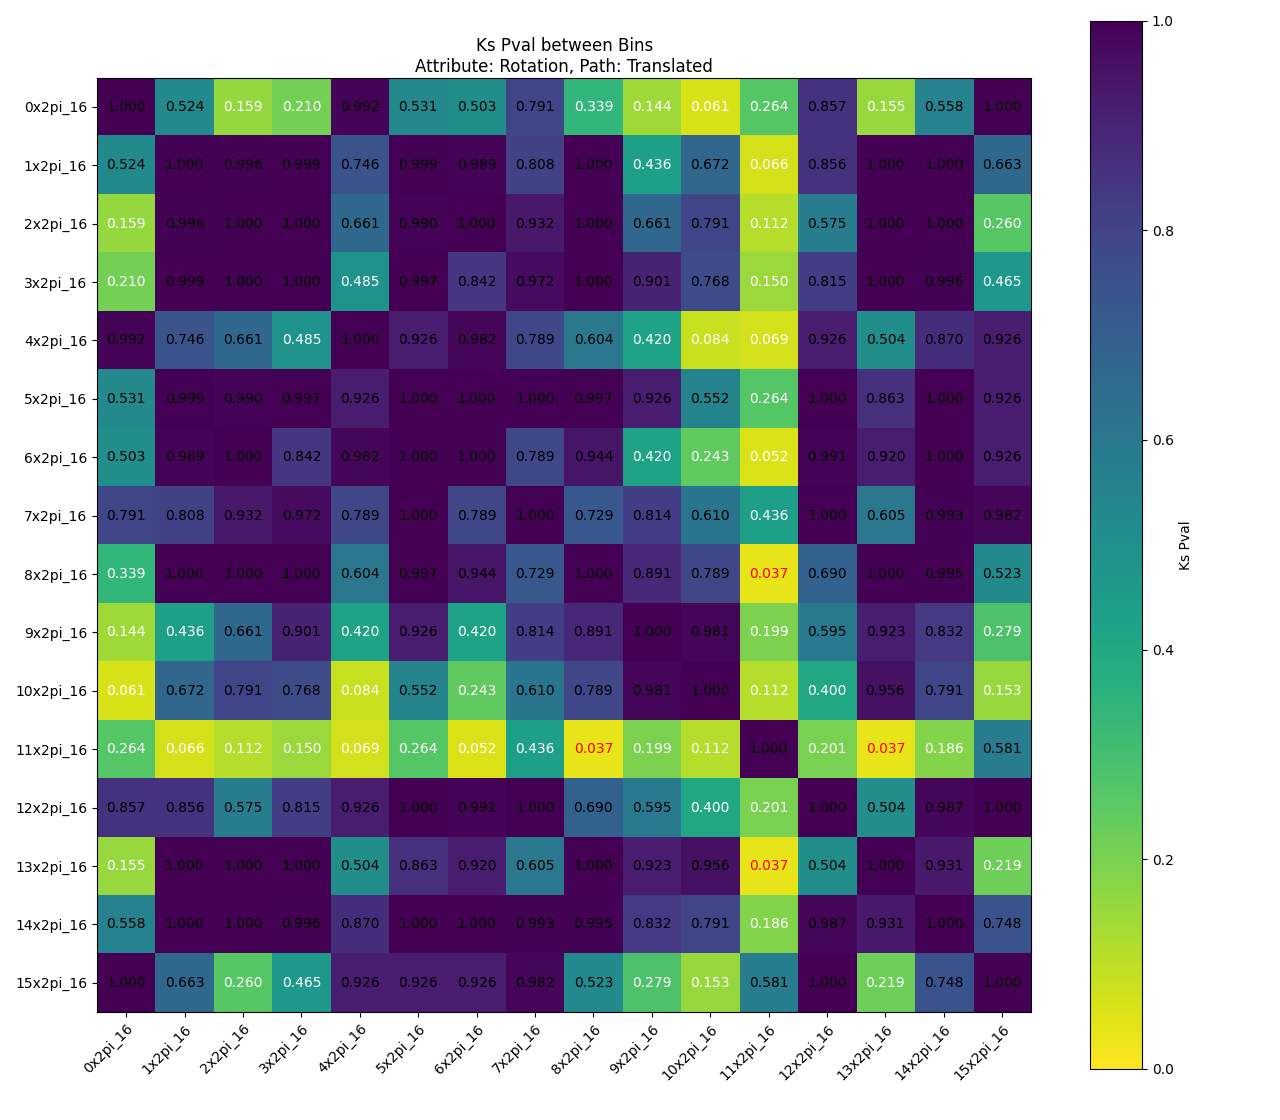 Ks Pval between Bins
Attribute: Rotation, Path: Translated
1.0
0x2pi_16 1.000 0.524 0.159 0.210 0.992 0.531 0.503 0.791 0.339 0.144 0.061 0.264 0.857 0.155 0.558 1.000
1x2pi_16 0.524 1.000 0.996 0.999 0.746 0.999 0.989 0.808 1.000 0.436 0.672 0.066 0.856 1.000 1.000 0.663
2x2pi_16 0.159 0.996 1.000 1.000 0.661 0.990 1.000 0.932 1.000 0.661 0.791 0.112 0.575 1.000 1.000 0.260
0.8
3x2pi_16 0.210 0.999 1.000 1.000 0.485 0.997 0.842 0.972 1.000 0.901 0.768 0.150 0.815 1.000 0.996 0.465
4x2pi_16 0.992 0.746 0.661 0.485 1.000 0.926 0.982 0.789 0.604 0.420 0.084 0.069 0.926 0.504 0.870 0.926
5x2pi_16 0.531 0.999 0.990 0.997 0.926 1.000 1.000 1.000 0.997 0.926 0.552 0.264 1.000 0.863 1.000 0.926
0.6
6x2pi_16 0.503 0.989 1.000 0.842 0.982 1.000 1.000 0.789 0.944 0.420 0.243 0.052 0.991 0.920 1.000 0.926
7x2pi_16 0.791 0.808 0.932 0.972 0.789 1.000 0.789 1.000 0.729 0.814 0.610 0.436 1.000 0.605 0.993 0.982
Ks Pval
8x2pi_16 0.339 1.000 1.000 1.000 0.604 0.997 0.944 0.729 1.000 0.891 0.789 0.037 0.690 1.000 0.995 0.523
9x2pi_16 0.144 0.436 0.661 0.901 0.420 0.926 0.420 0.814 0.891 1.000 0.981 0.199 0.595 0.923 0.832 0.279
0.4
10x2pi_16 0.061 0.672 0.791 0.768 0.084 0.552 0.243 0.610 0.789 0.981 1.000 0.112 0.400 0.956 0.791 0.153
11x2pi_16 0.264 0.066 0.112 0.150 0.069 0.264 0.052 0.436 0.037 0.199 0.112 1.000 0.201 0.037 0.186 0.581
12x2pi_16 0.857 0.856 0.575 0.815 0.926 1.000 0.991 1.000 0.690 0.595 0.400 0.201 1.000 0.504 0.987 1.000
0.2
13x2pi_16 0.155 1.000 1.000 1.000 0.504 0.863 0.920 0.605 1.000 0.923 0.956 0.037 0.504 1.000 0.931 0.219
14x2pi_16 0.558 1.000 1.000 0.996 0.870 1.000 1.000 0.993 0.995 0.832 0.791 0.186 0.987 0.931 1.000 0.748
15x2pi_16 1.000 0.663 0.260 0.465 0.926 0.926 0.926 0.982 0.523 0.279 0.153 0.581 1.000 0.219 0.748 1.000
0.0
0x2pi_16 1x2pi_16 2x2pi_16 3x2pi_16 4x2pi_16 5x2pi_16 6x2pi_16 7x2pi_16 8x2pi_16 9x2pi_16 10x2pi_16 11x2pi_16 12x2pi_16 13x2pi_16 14x2pi_16 15x2pi_16